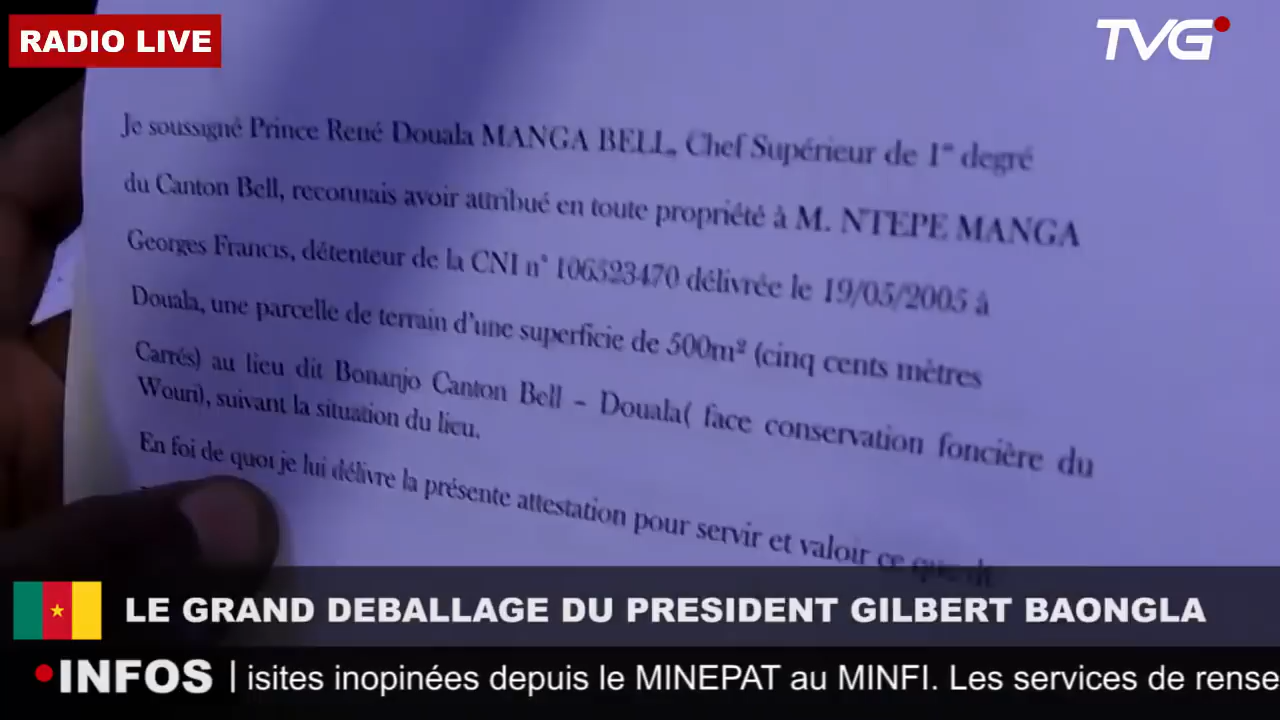 RADIO LIVE
TVG
Je soussigné Prince René Douala MANGA BELL, Chef Supérieur de 1er degré
du Canton Bell, reconnais avoir attribué en toute propriété à M. NTEPE MANGA
Georges Francis, détenteur de la CNI n° 106523470 délivrée le 19/05/2005 à
Douala, une parcelle de terrain d'une superficie de 500m² (cinq cents mètres
Carrés) au lieu dit Bonanjo Canton Bell – Douala( face conservation foncière du
Wouri), suivant la situation du lieu.
En foi de quoi je lui délivre la présente attestation pour servir et valoir ce que
LE GRAND DEBALLAGE DU PRESIDENT GILBERT BAONGLA
INFOS | isites inopinées depuis le MINEPAT au MINFI. Les services de rense